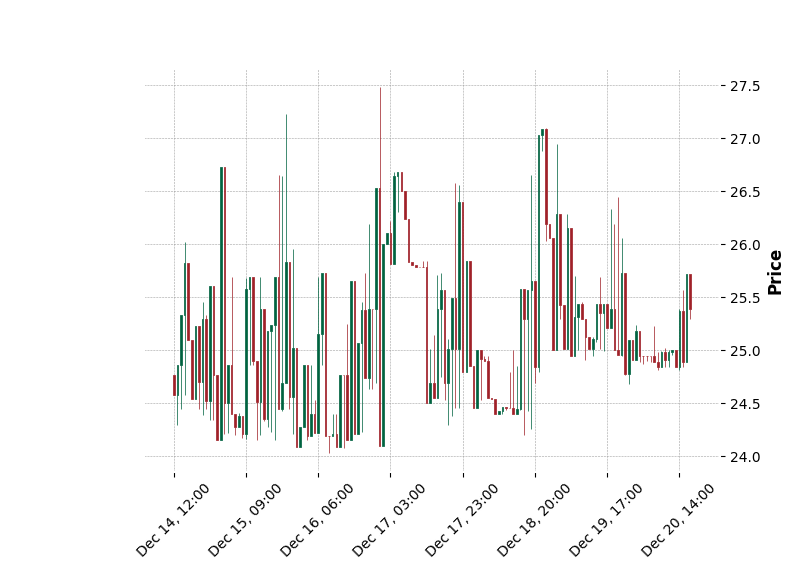 27.5
27.0
26.5
26.0
25.5
25.0
24.5
24.0
Price
Dec 14, 12:00
Dec 15, 09:00
Dec 16, 06:00
Dec 17, 03:00
Dec 17, 23:00
Dec 18, 20:00
Dec 19, 17:00
Dec 20, 14:00